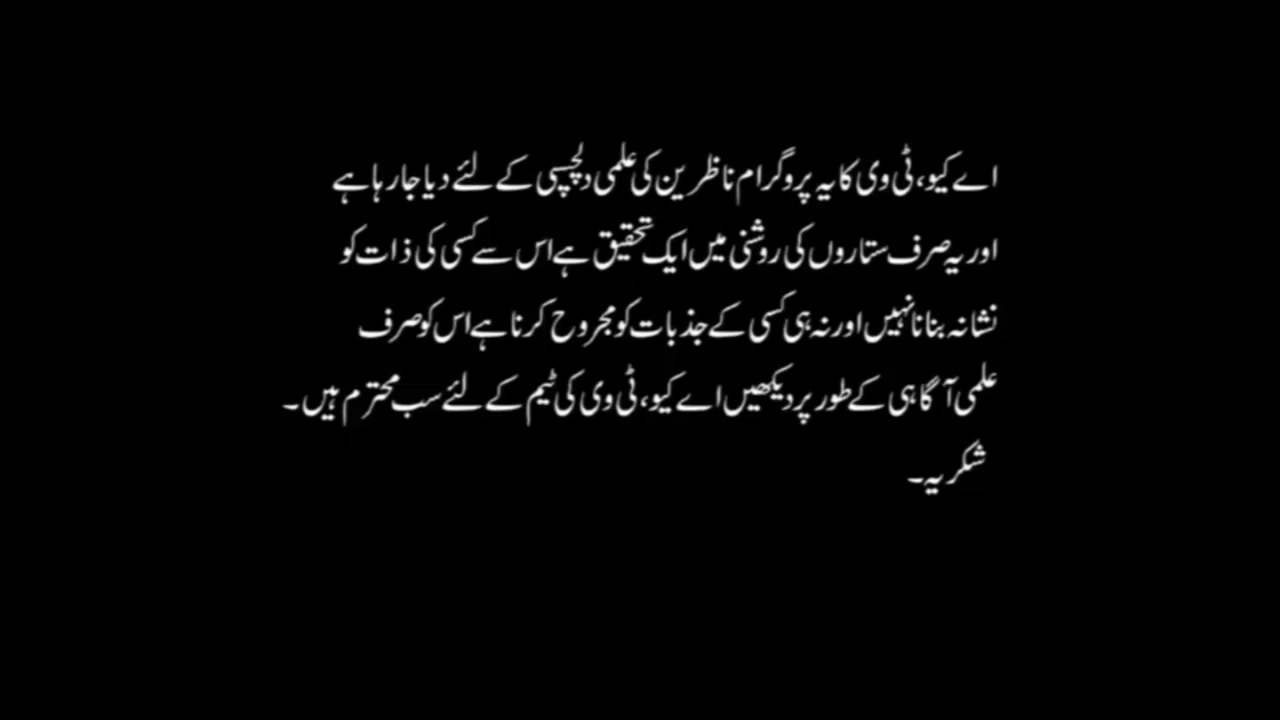 اے کیو، ٹی وی کا یہ پروگرام ناظرین کی علمی دلچسپی کے لئے دیا جا رہا ہے
اور یہ صرف ستاروں کی روشنی میں ایک تحقیق ہے اس سے کسی کی ذات کو
نشانہ بنانا نہیں اور نہ ہی کسی کے جذبات کو مجروح کرنا ہے اس کو صرف
علمی آگاہی کے طور پر دیکھیں اے کیو، ٹی وی کی ٹیم کے لئے سب محترم ہیں۔
شکریہ۔